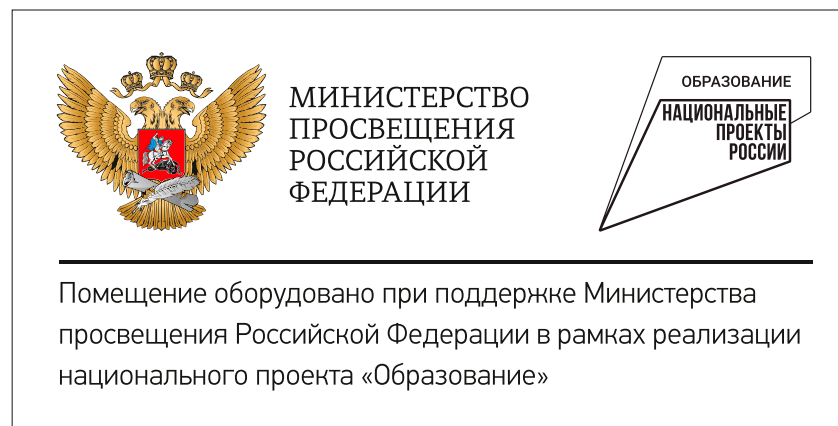 МИНИСТЕРСТВО
ПРОСВЕЩЕНИЯ
РОССИЙСКОЙ
ФЕДЕРАЦИИ
ОБРАЗОВАНИЕ
НАЦИОНАЛЬНЫЕ
ПРОЕКТЫ
РОССИИ
Помещение оборудовано при поддержке Министерства
просвещения Российской Федерации в рамках реализации
национального проекта «Образование»